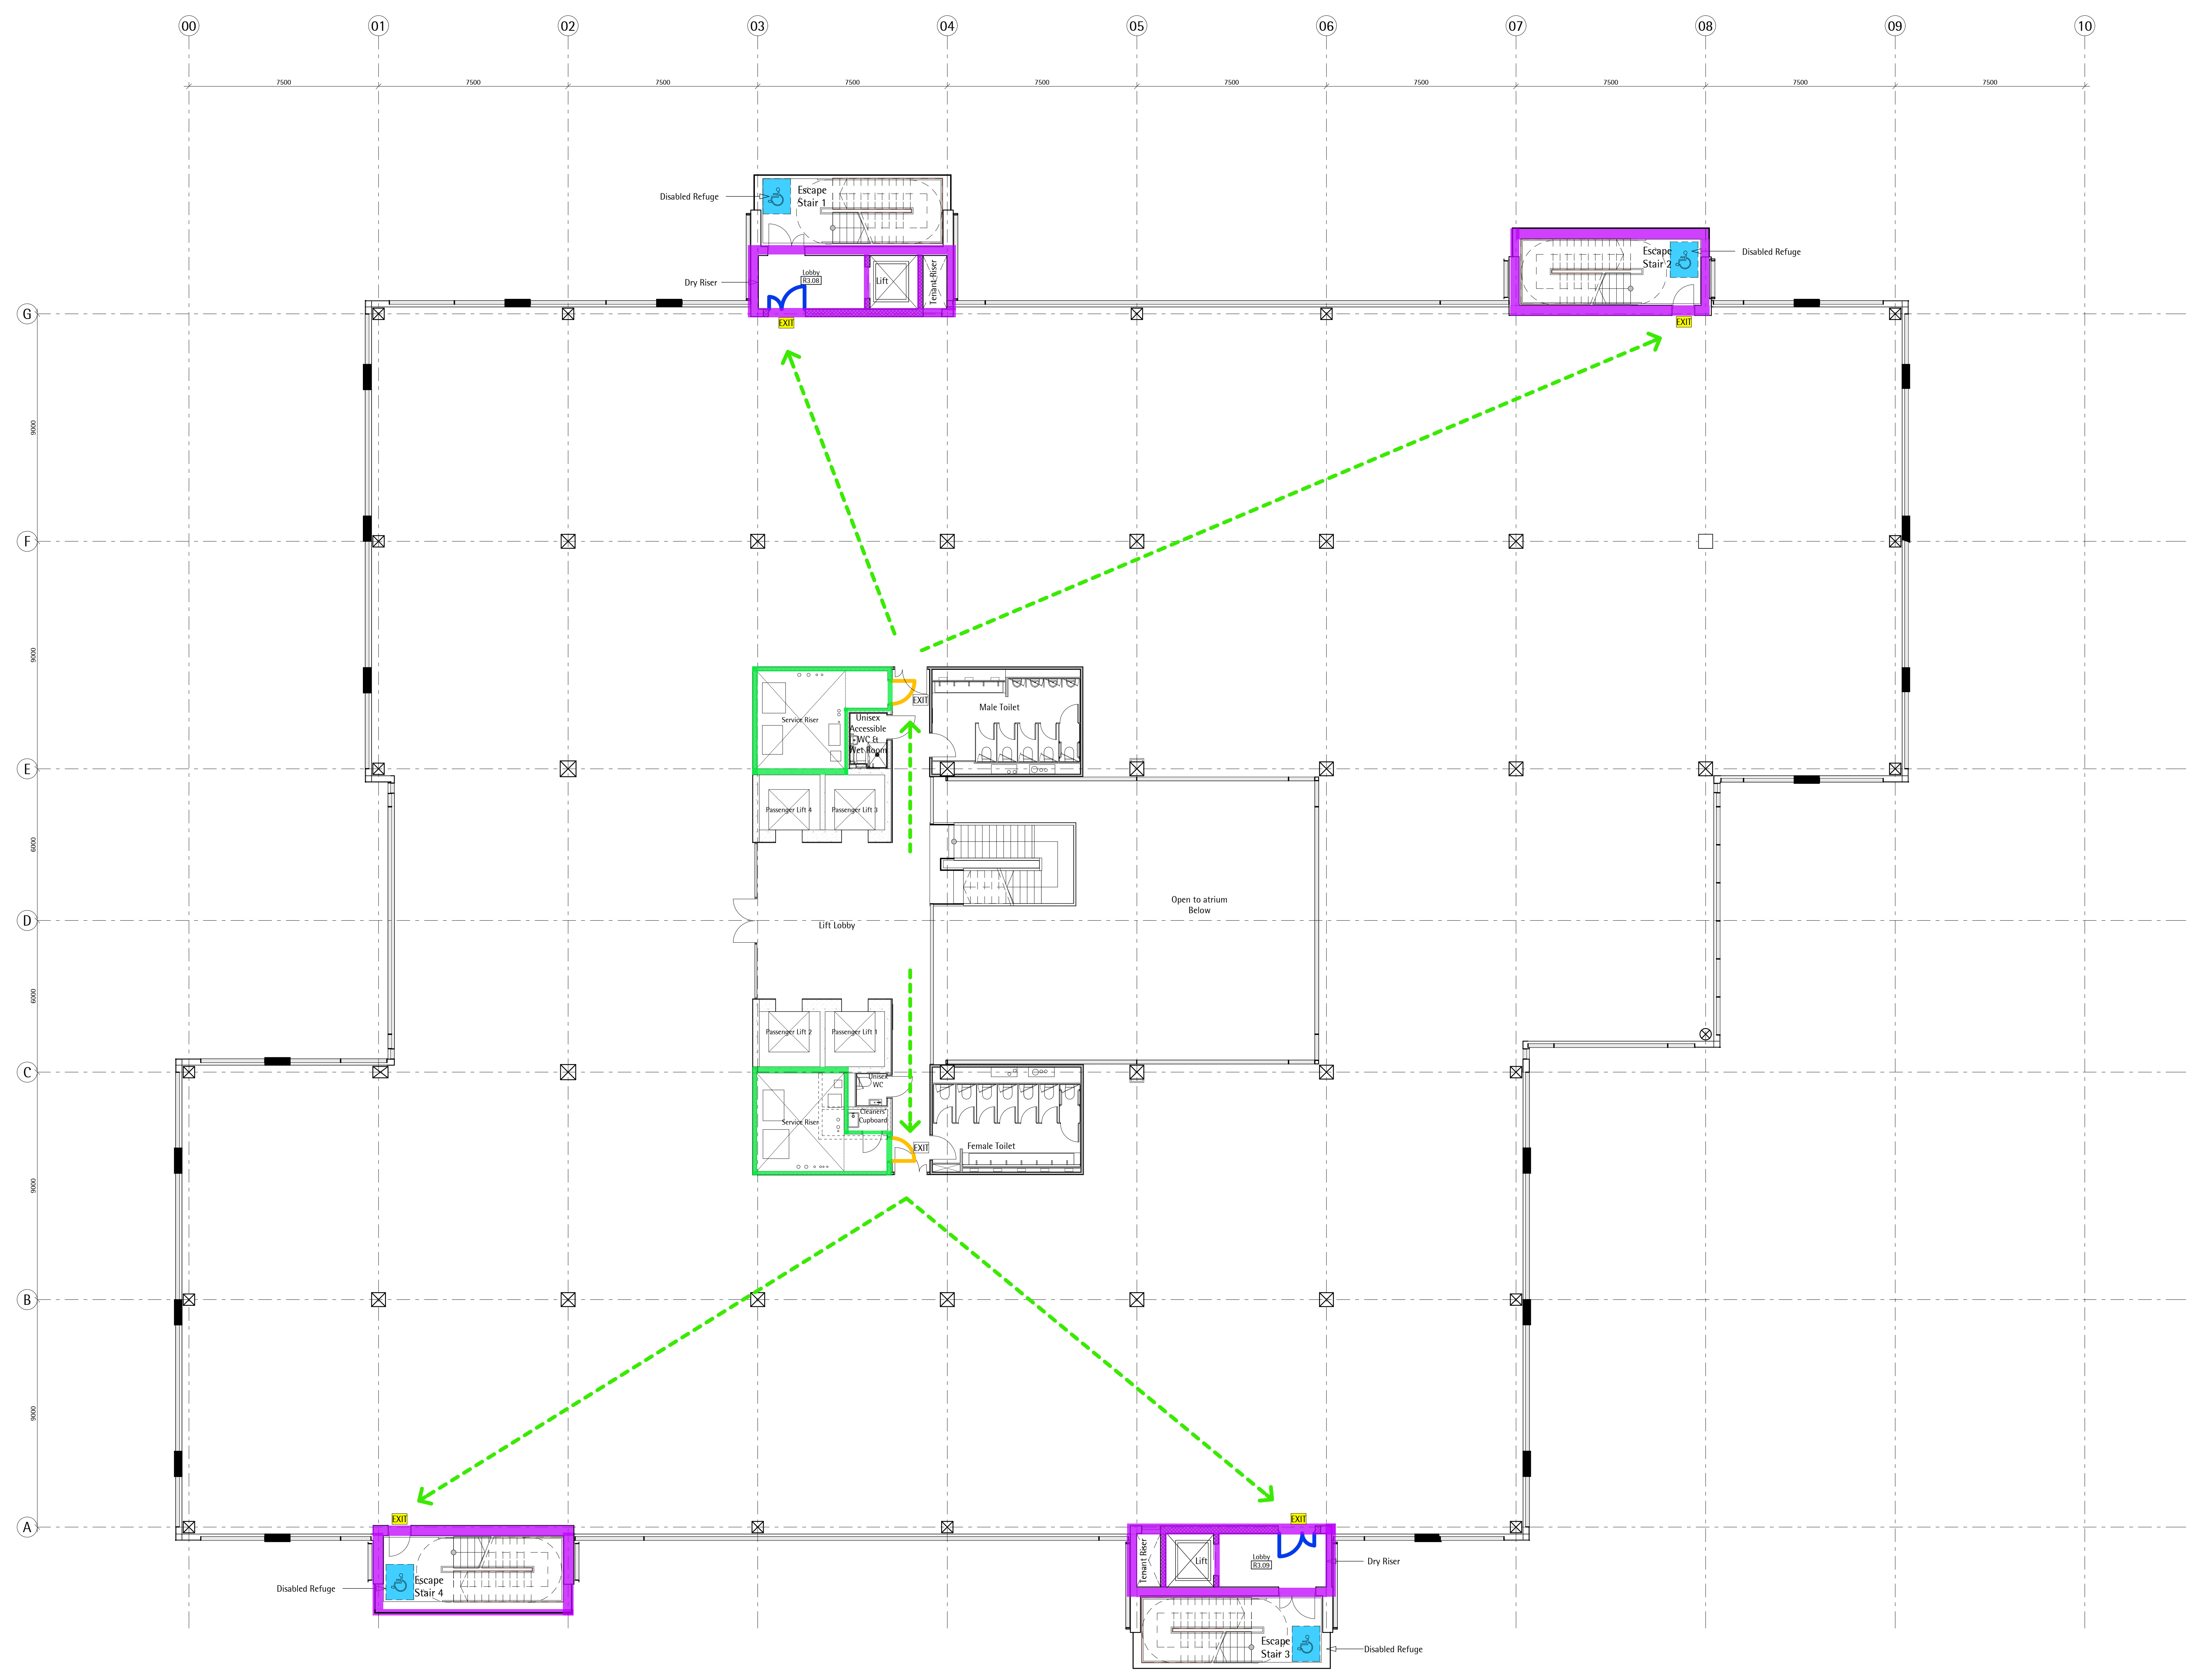 00 01 02 03 04 05 06 07 08 09 10
7500 7500 7500 7500 7500 7500 7500 7500 7500 7500
Disabled Refuge
Escape
Stair 1
Escape
Stair 2
Disabled Refuge
Dry Riser
Lobby
R3.08
Lift
Tenant Riser
G
EXIT
EXIT
9000
F
9000
EXIT
Service Riser
Unisex
Accessible
WC &
Wet Room
Male Toilet
E
Passenger Lift 4
Passenger Lift 3
6000
Open to atrium
Below
D
Lift Lobby
6000
Passenger Lift 2
Passenger Lift 1
C
Unisex
WC
Cleaners'
Cupboard
Service Riser
EXIT
Female Toilet
9000
B
9000
EXIT
EXIT
A
Tenant Riser
Lift
Lobby
R3.09
Dry Riser
Disabled Refuge
Escape
Stair 4
Escape
Stair 3
Disabled Refuge